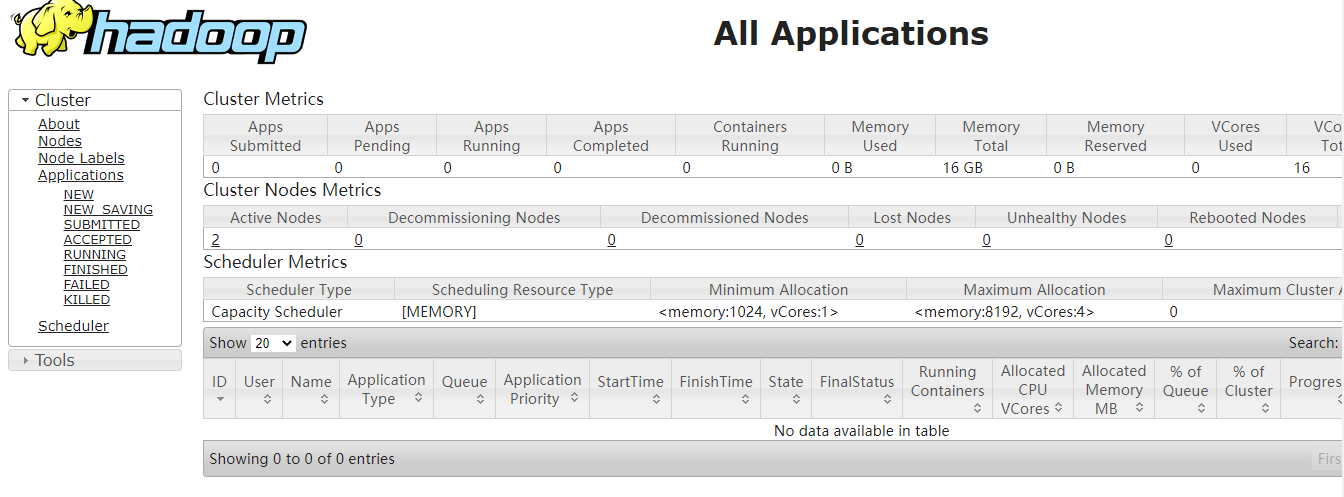 hadoop
All Applications
Cluster
About
Nodes
Node Labels
Applications
NEW
NEW_SAVING
SUBMITTED
ACCEPTED
RUNNING
FINISHED
FAILED
KILLED
Scheduler
Tools
Cluster Metrics
Apps Submitted Apps Pending Apps Running Apps Completed Containers Running Memory Used Memory Total Memory Reserved VCores Used VCo Tot
0 0 0 0 0 0 B 16 GB 0 B 0 16
Cluster Nodes Metrics
Active Nodes Decommissioning Nodes Decommissioned Nodes Lost Nodes Unhealthy Nodes Rebooted Nodes
2 0 0 0 0 0
Scheduler Metrics
Scheduler Type Scheduling Resource Type Minimum Allocation Maximum Allocation Maximum Cluster A
Capacity Scheduler [MEMORY] <memory:1024, vCores:1> <memory:8192, vCores:4> 0
Show 20 entries Search:
ID User Name Application Type Queue Application Priority StartTime FinishTime State FinalStatus Running Containers Allocated CPU VCores Allocated Memory MB % of Queue % of Cluster Progres
No data available in table
Showing 0 to 0 of 0 entries Firs